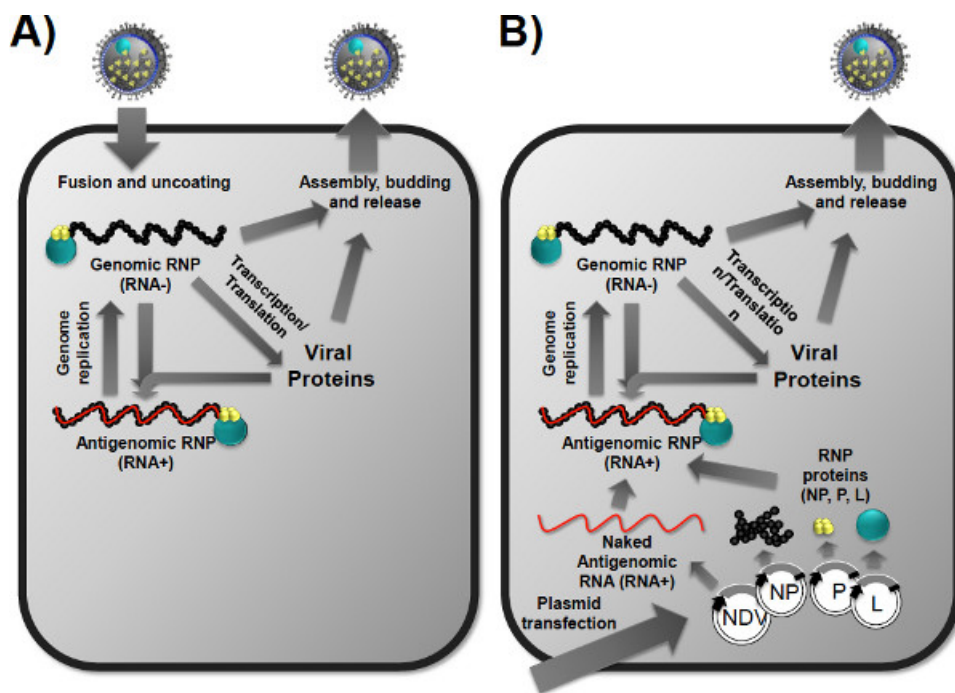 A)
Fusion and uncoating
Assembly, budding
and release
Genomic RNP
(RNA-)
Transcription/
Translation
Genome
replication
Viral
Proteins
Antigenomic RNP
(RNA+)
B)
Assembly, budding
and release
Genomic RNP
(RNA-)
Transcriptio
n/Translatio
n
Genome
replication
Viral
Proteins
Antigenomic RNP
(RNA+)
RNP
proteins
(NP, P, L)
Naked
Antigenomic
RNA (RNA+)
Plasmid
transfection
NDV
NP
P
L